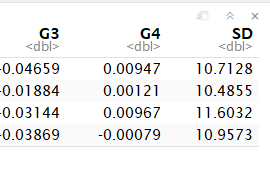 G3 G4 SD
<dbl> <dbl> <dbl>
-0.04659 0.00947 10.7128
-0.01884 0.00121 10.4855
-0.03144 0.00967 11.6032
-0.03869 -0.00079 10.9573